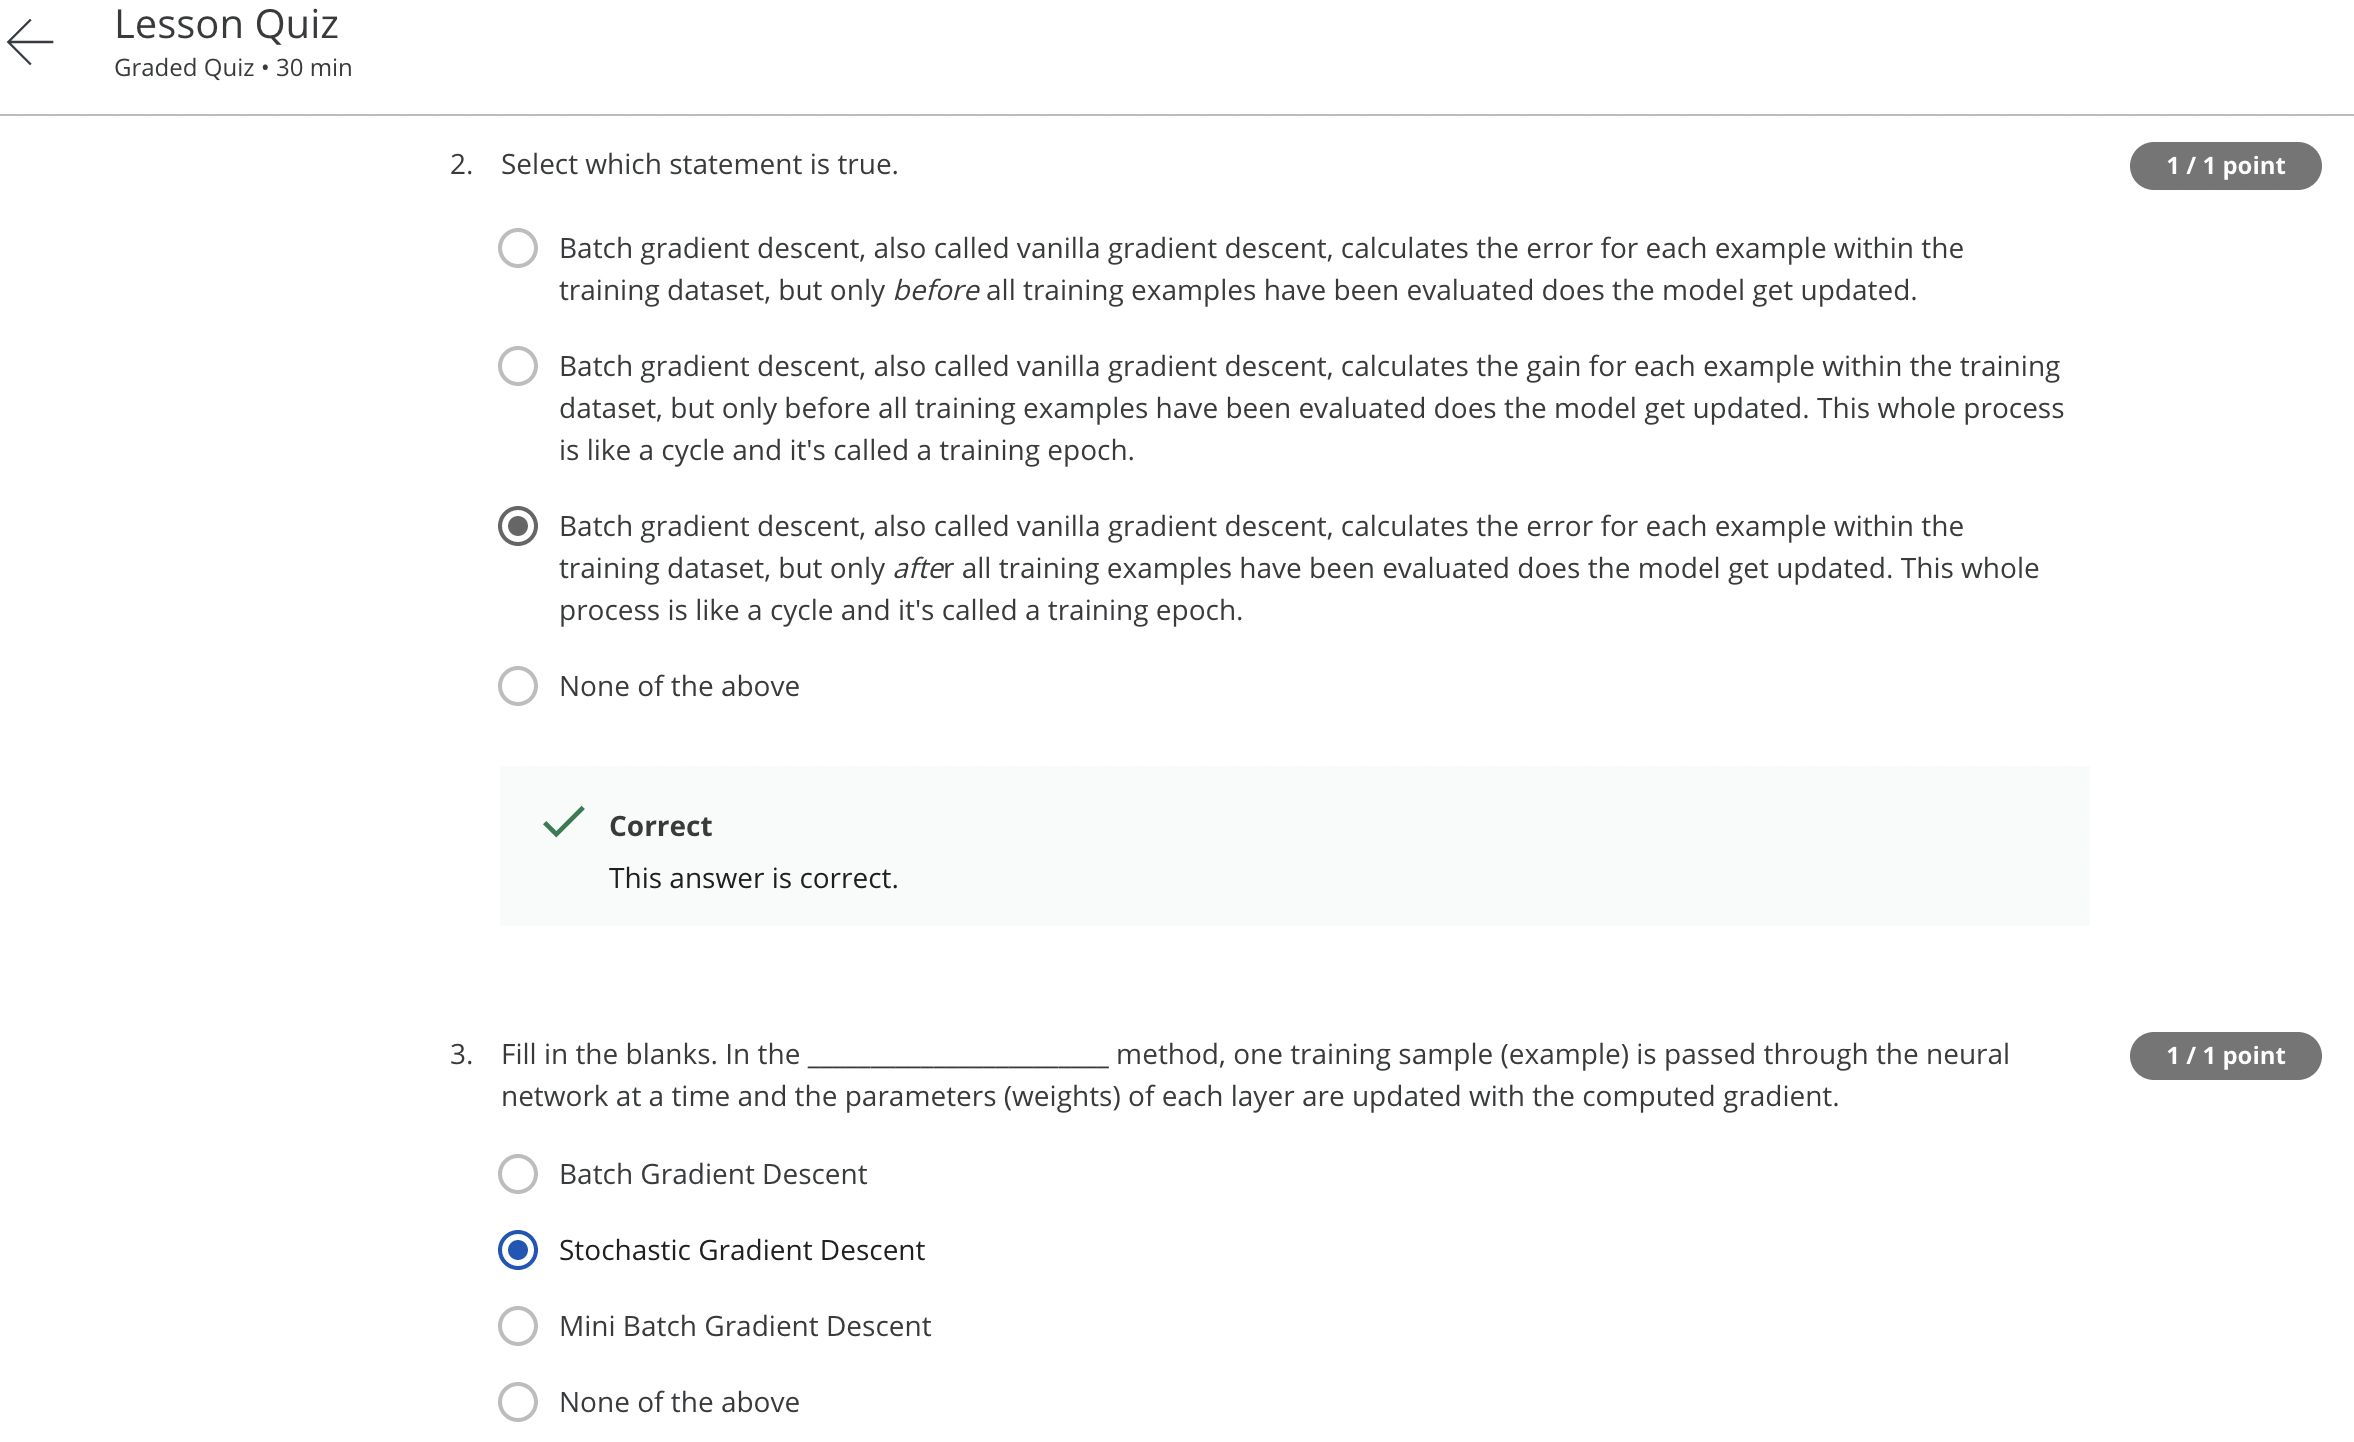 Lesson Quiz
Graded Quiz • 30 min
2. Select which statement is true.
1 / 1 point
Batch gradient descent, also called vanilla gradient descent, calculates the error for each example within the
training dataset, but only before all training examples have been evaluated does the model get updated.
Batch gradient descent, also called vanilla gradient descent, calculates the gain for each example within the training
dataset, but only before all training examples have been evaluated does the model get updated. This whole process
is like a cycle and it's called a training epoch.
Batch gradient descent, also called vanilla gradient descent, calculates the error for each example within the
training dataset, but only after all training examples have been evaluated does the model get updated. This whole
process is like a cycle and it's called a training epoch.
None of the above
Correct
This answer is correct.
3. Fill in the blanks. In the ____________________ method, one training sample (example) is passed through the neural
network at a time and the parameters (weights) of each layer are updated with the computed gradient.
1 / 1 point
Batch Gradient Descent
Stochastic Gradient Descent
Mini Batch Gradient Descent
None of the above